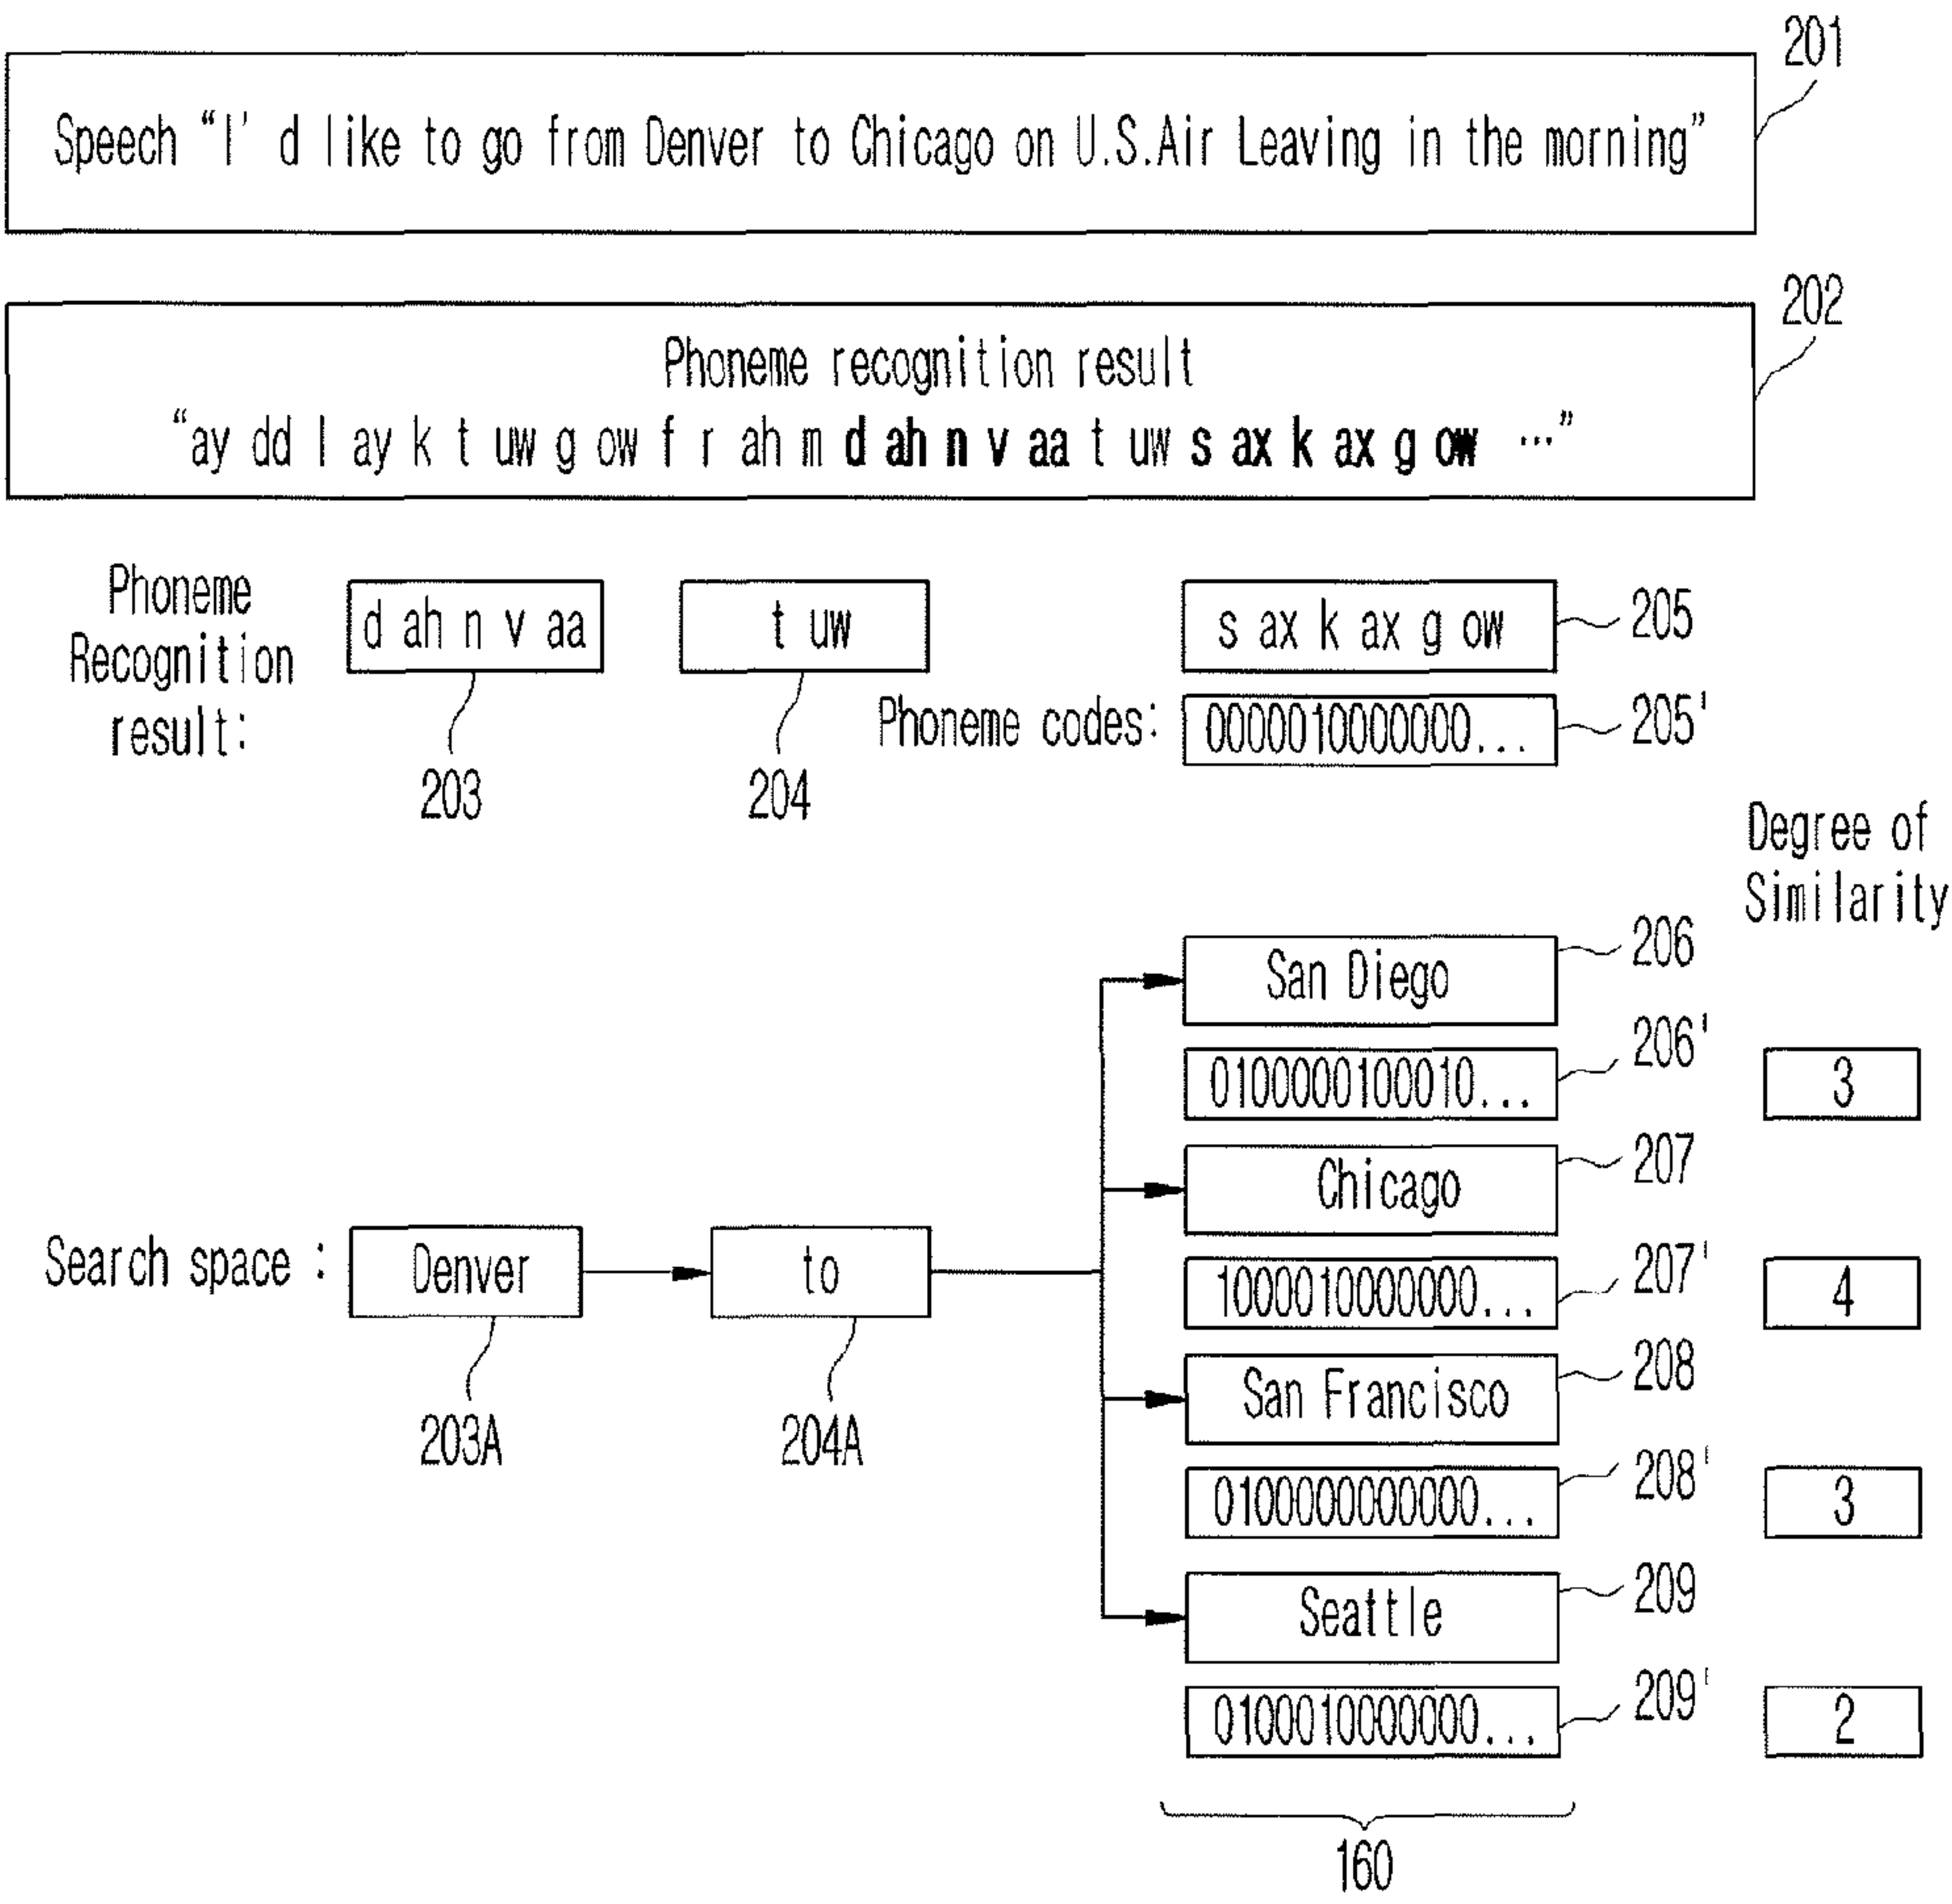 201
Speech “I’ d like to go from Denver to Chicago on U.S.Air Leaving in the morning”
202
Phoneme recognition result
“ay dd l ay k t uw g ow f r ah m d ah n v aa t uw s ax k ax g ow ...”
Phoneme
Recognition
result:
d ah n v aa
t uw
s ax k ax g ow
205
Phoneme codes:
0000010000000...
205'
203
204
Degree of
Similarity
San Diego
206
0100000100010...
206'
3
Chicago
207
Search space :
Denver
to
1000010000000...
207'
4
San Francisco
208
203A
204A
0100000000000...
208'
3
Seattle
209
0100010000000...
209'
2
160